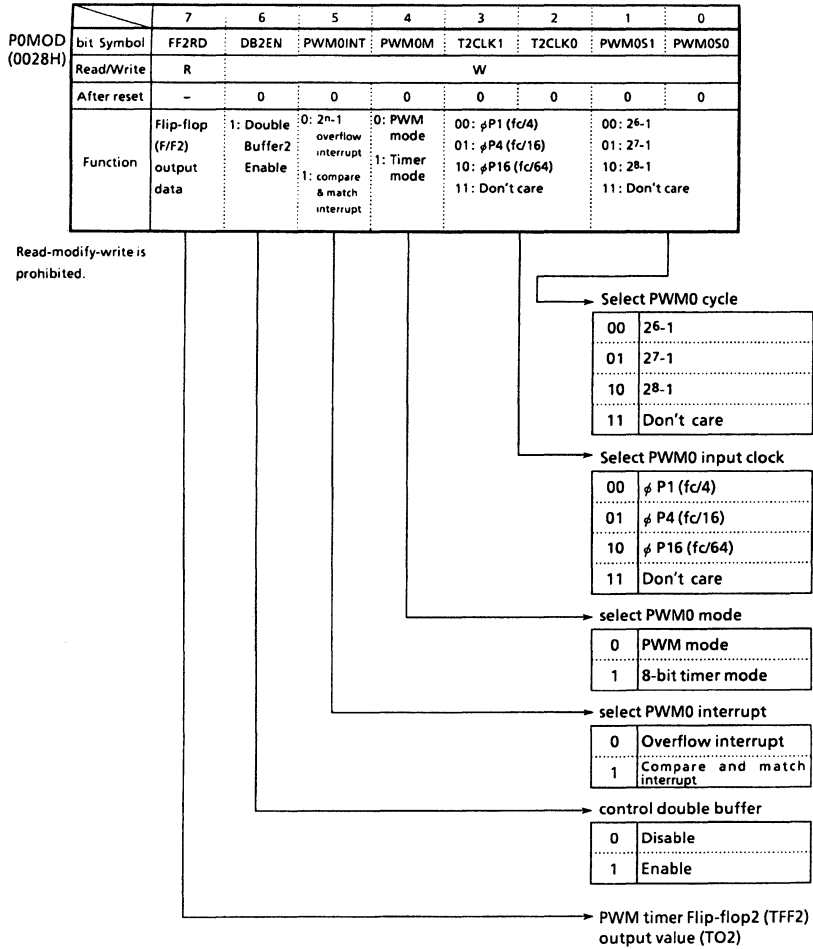 7 6 5 4 3 2 1 0
P0MOD
(0028H)
bit Symbol FF2RD DB2EN PWM0INT PWM0M T2CLK1 T2CLK0 PWM0S1 PWM0S0
Read/Write R W
After reset – 0 0 0 0 0 0 0
Function
Flip-flop
(F/F2)
output
data
1: Double
Buffer2
Enable
0: 2n-1
overflow
interrupt
1: compare
& match
interrupt
0: PWM
mode
1: Timer
mode
00: φP1 (fc/4)
01: φP4 (fc/16)
10: φP16 (fc/64)
11: Don't care
00: 26-1
01: 27-1
10: 28-1
11: Don't care
Read-modify-write is
prohibited.
Select PWM0 cycle
00 26-1
01 27-1
10 28-1
11 Don't care
Select PWM0 input clock
00 φ P1 (fc/4)
01 φ P4 (fc/16)
10 φ P16 (fc/64)
11 Don't care
select PWM0 mode
0 PWM mode
1 8-bit timer mode
select PWM0 interrupt
0 Overflow interrupt
1 Compare and match
interrupt
control double buffer
0 Disable
1 Enable
PWM timer Flip-flop2 (TFF2)
output value (TO2)